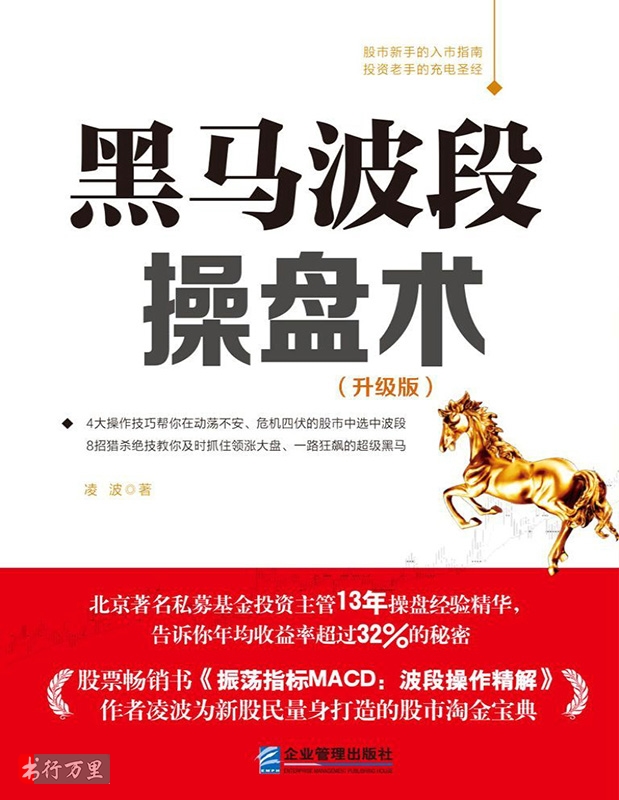 股市新手的入市指南
投资老手的充电圣经
黑马波段
操盘术
（升级版）
4大操作技巧帮你在动荡不安、危机四伏的股市中选中波段
8招猎杀绝技教你及时抓住领涨大盘、一路狂飙的超级黑马
凌 波◎著
北京著名私募基金投资主管13年操盘经验精华，
告诉你年均收益率超过32%的秘密
股票畅销书《振荡指标MACD：波段操作精解》
作者凌波为新股民量身打造的股市淘金宝典
企业管理出版社
ENTERPRISE MANAGEMENT PUBLISHING HOUSE
EMPH
书行万里